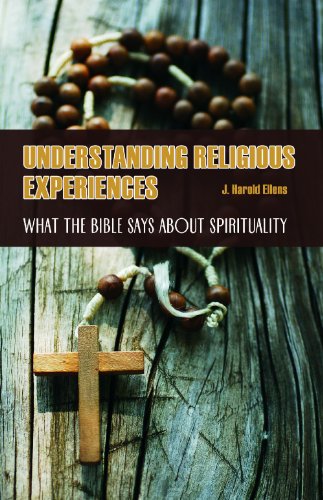 UNDERSTANDING RELIGIOUS
EXPERIENCES
J. Harold Ellens
WHAT THE BIBLE SAYS ABOUT SPIRITUALITY